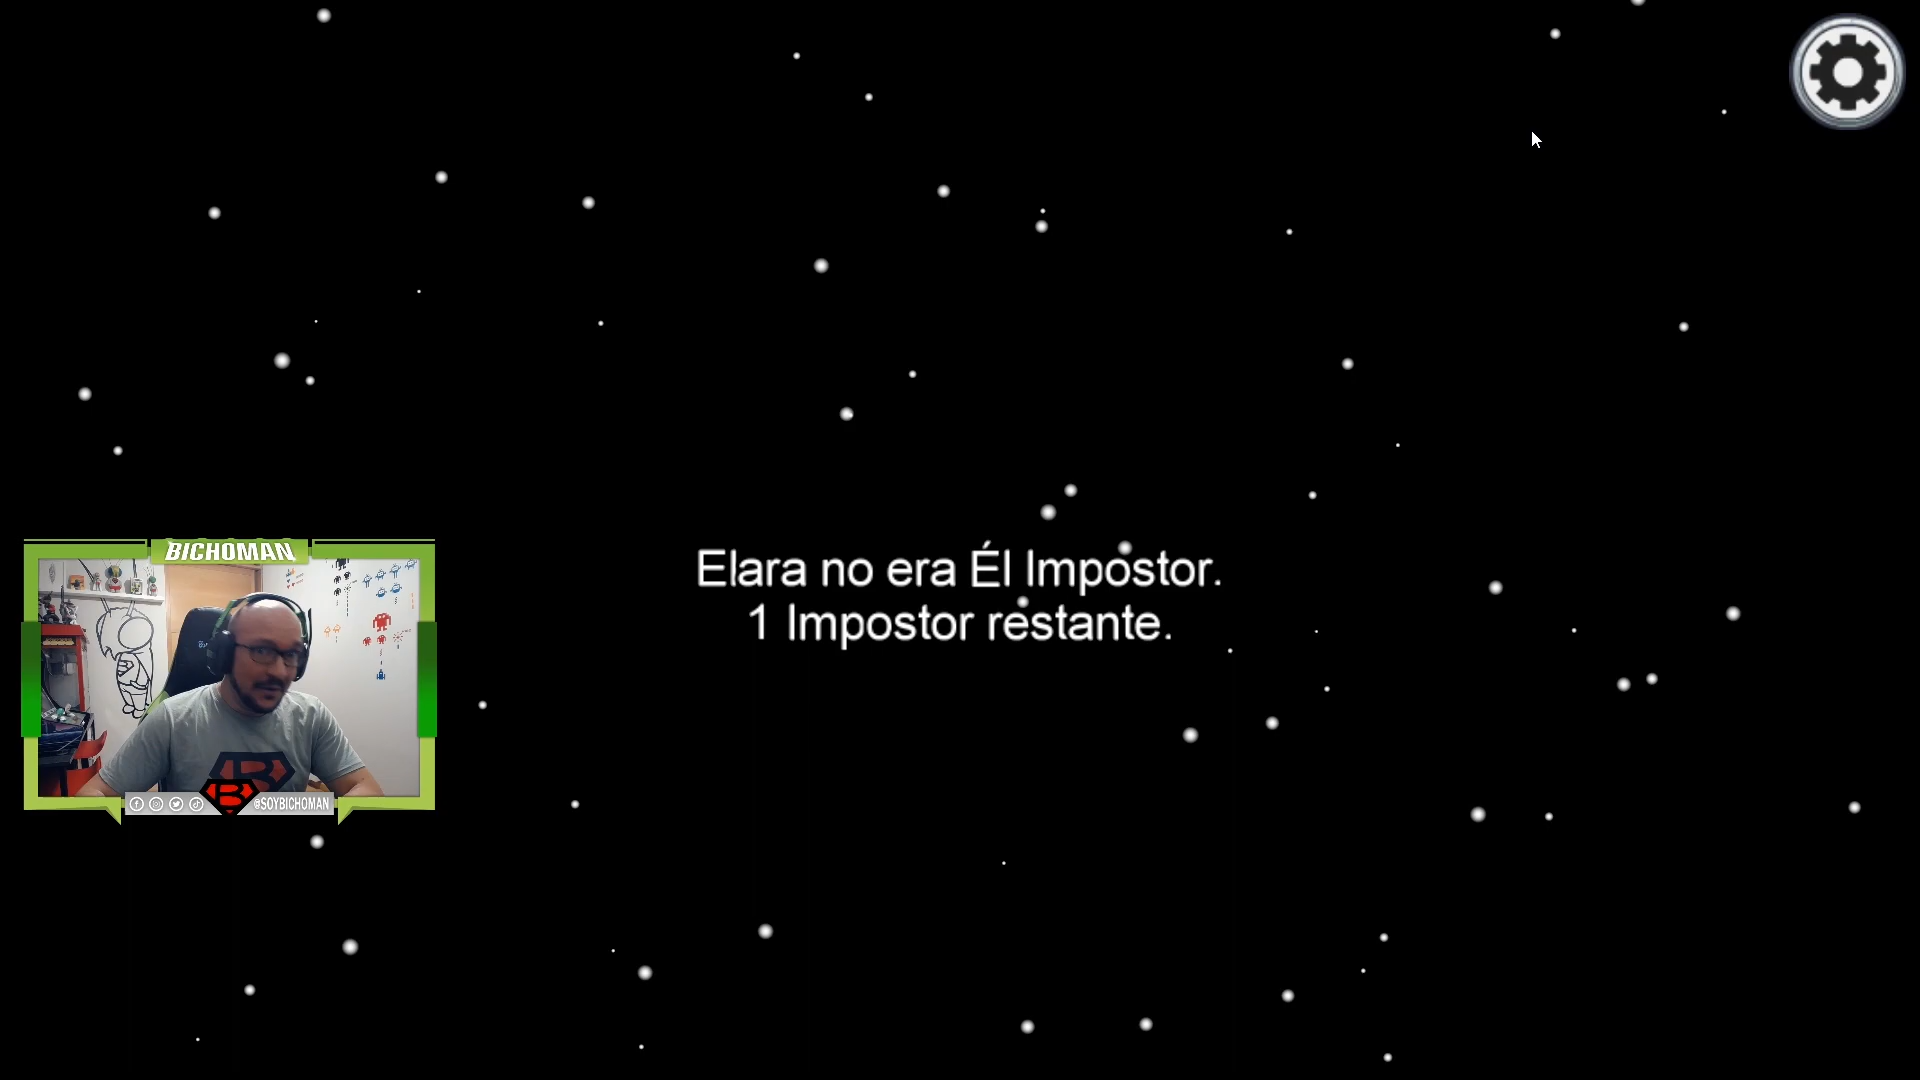 BICHOMAN
Elara no era Él Impostor.
1 Impostor restante.
@SOYBICHOMAN